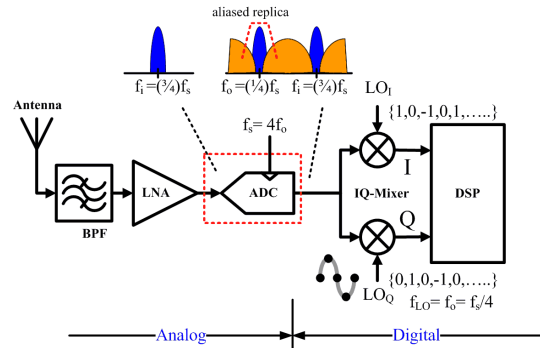 aliased replica
fi =(¾)fs
fo =(¼)fs
fi =(¾)fs
LOI
{1,0,-1,0,1,.....}
Antenna
fs= 4fo
I
LNA
ADC
IQ-Mixer
DSP
BPF
Q
{0,1,0,-1,0,.....}
LOQ
fLO= fo= fs/4
Analog
Digital